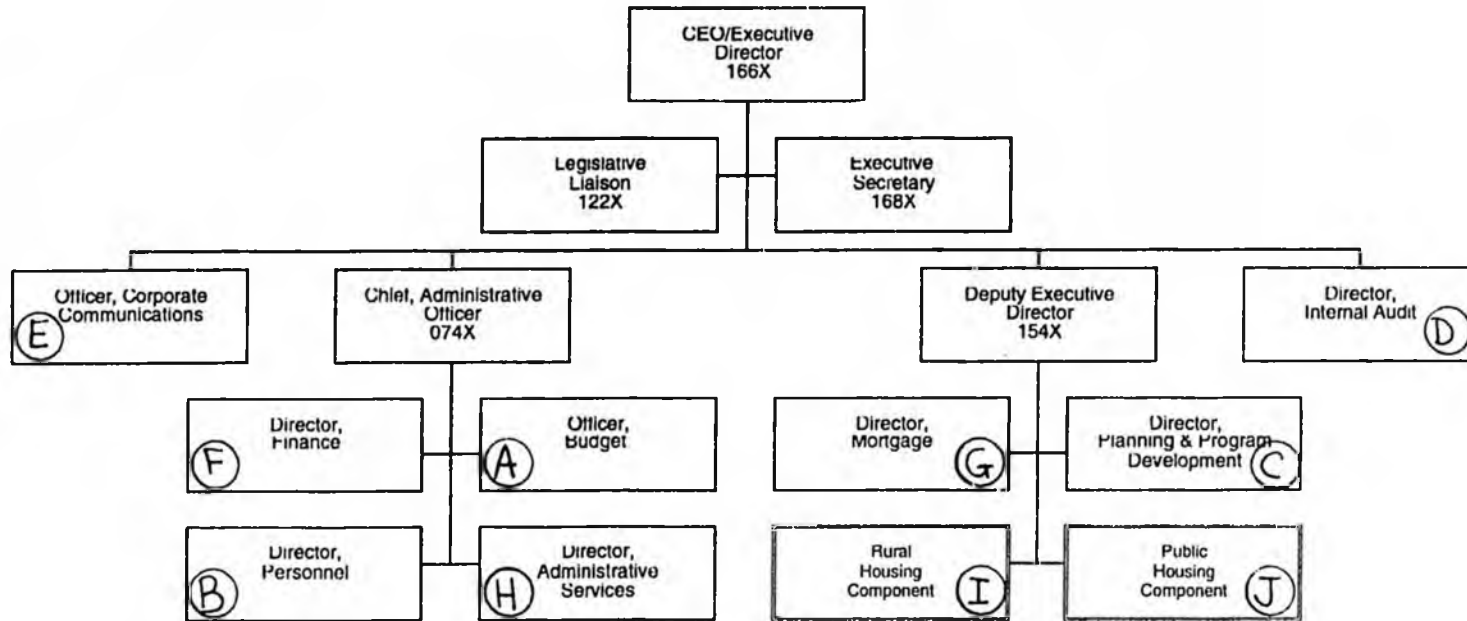 CEO/Executive
Director
166X
Legislative
Liaison
122X
Executive
Secretary
168X
Officer, Corporate
Communications
E
Chief, Administrative
Officer
074X
Deputy Executive
Director
154X
Director,
Internal Audit
D
Director,
Finance
F
Officer,
Budget
A
Director,
Mortgage
G
Director,
Planning & Program
Development
C
Director,
Personnel
B
Director,
Administrative
Services
H
Rural
Housing
Component
I
Public
Housing
Component
J